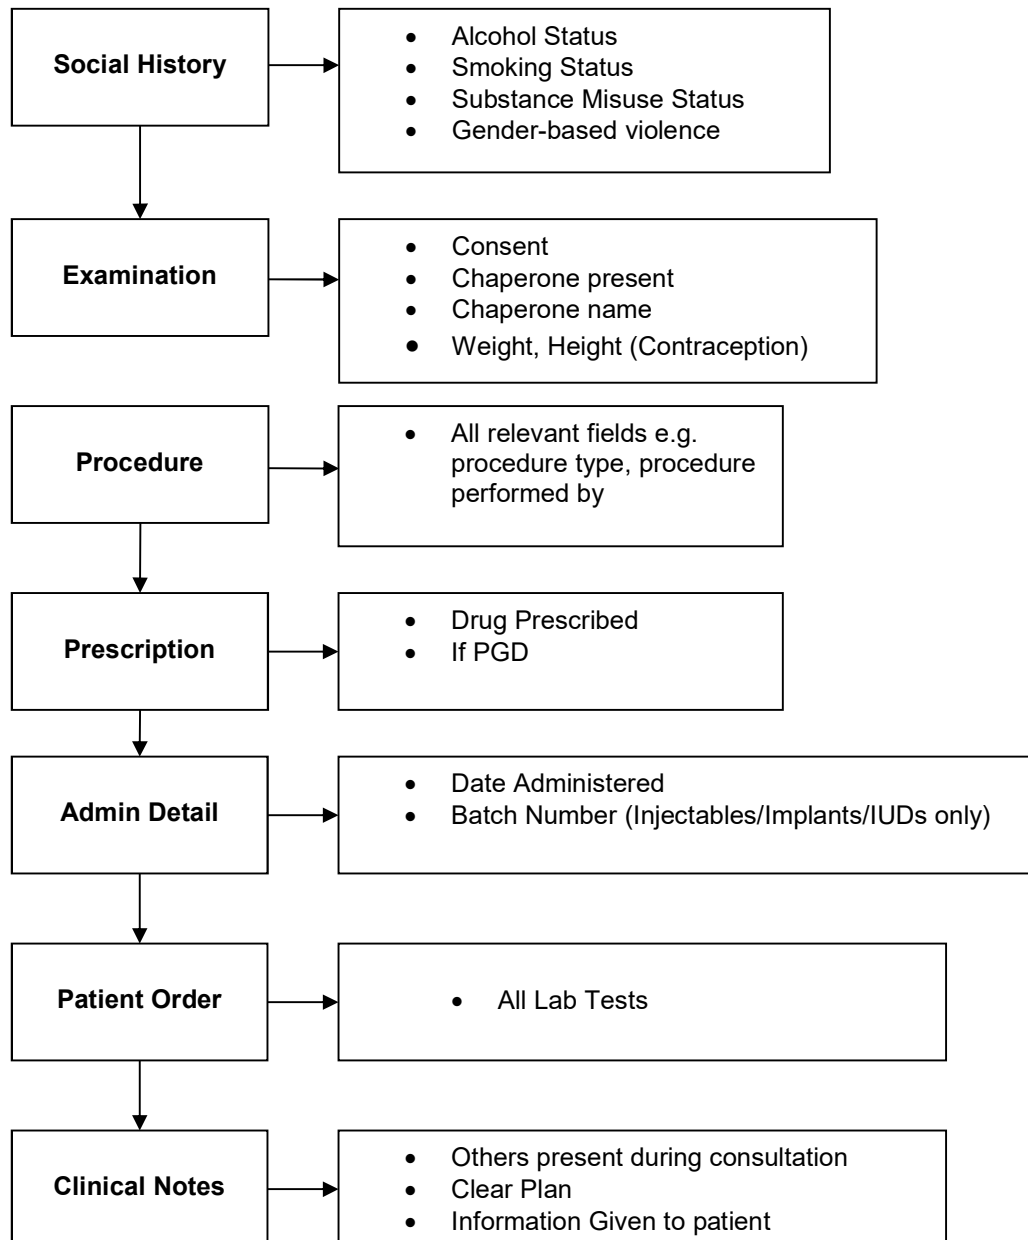 Social History
• Alcohol Status
• Smoking Status
• Substance Misuse Status
• Gender-based violence
Examination
• Consent
• Chaperone present
• Chaperone name
• Weight, Height (Contraception)
Procedure
• All relevant fields e.g.
procedure type, procedure
performed by
Prescription
• Drug Prescribed
• If PGD
Admin Detail
• Date Administered
• Batch Number (Injectables/Implants/IUDs only)
Patient Order
• All Lab Tests
Clinical Notes
• Others present during consultation
• Clear Plan
• Information Given to patient